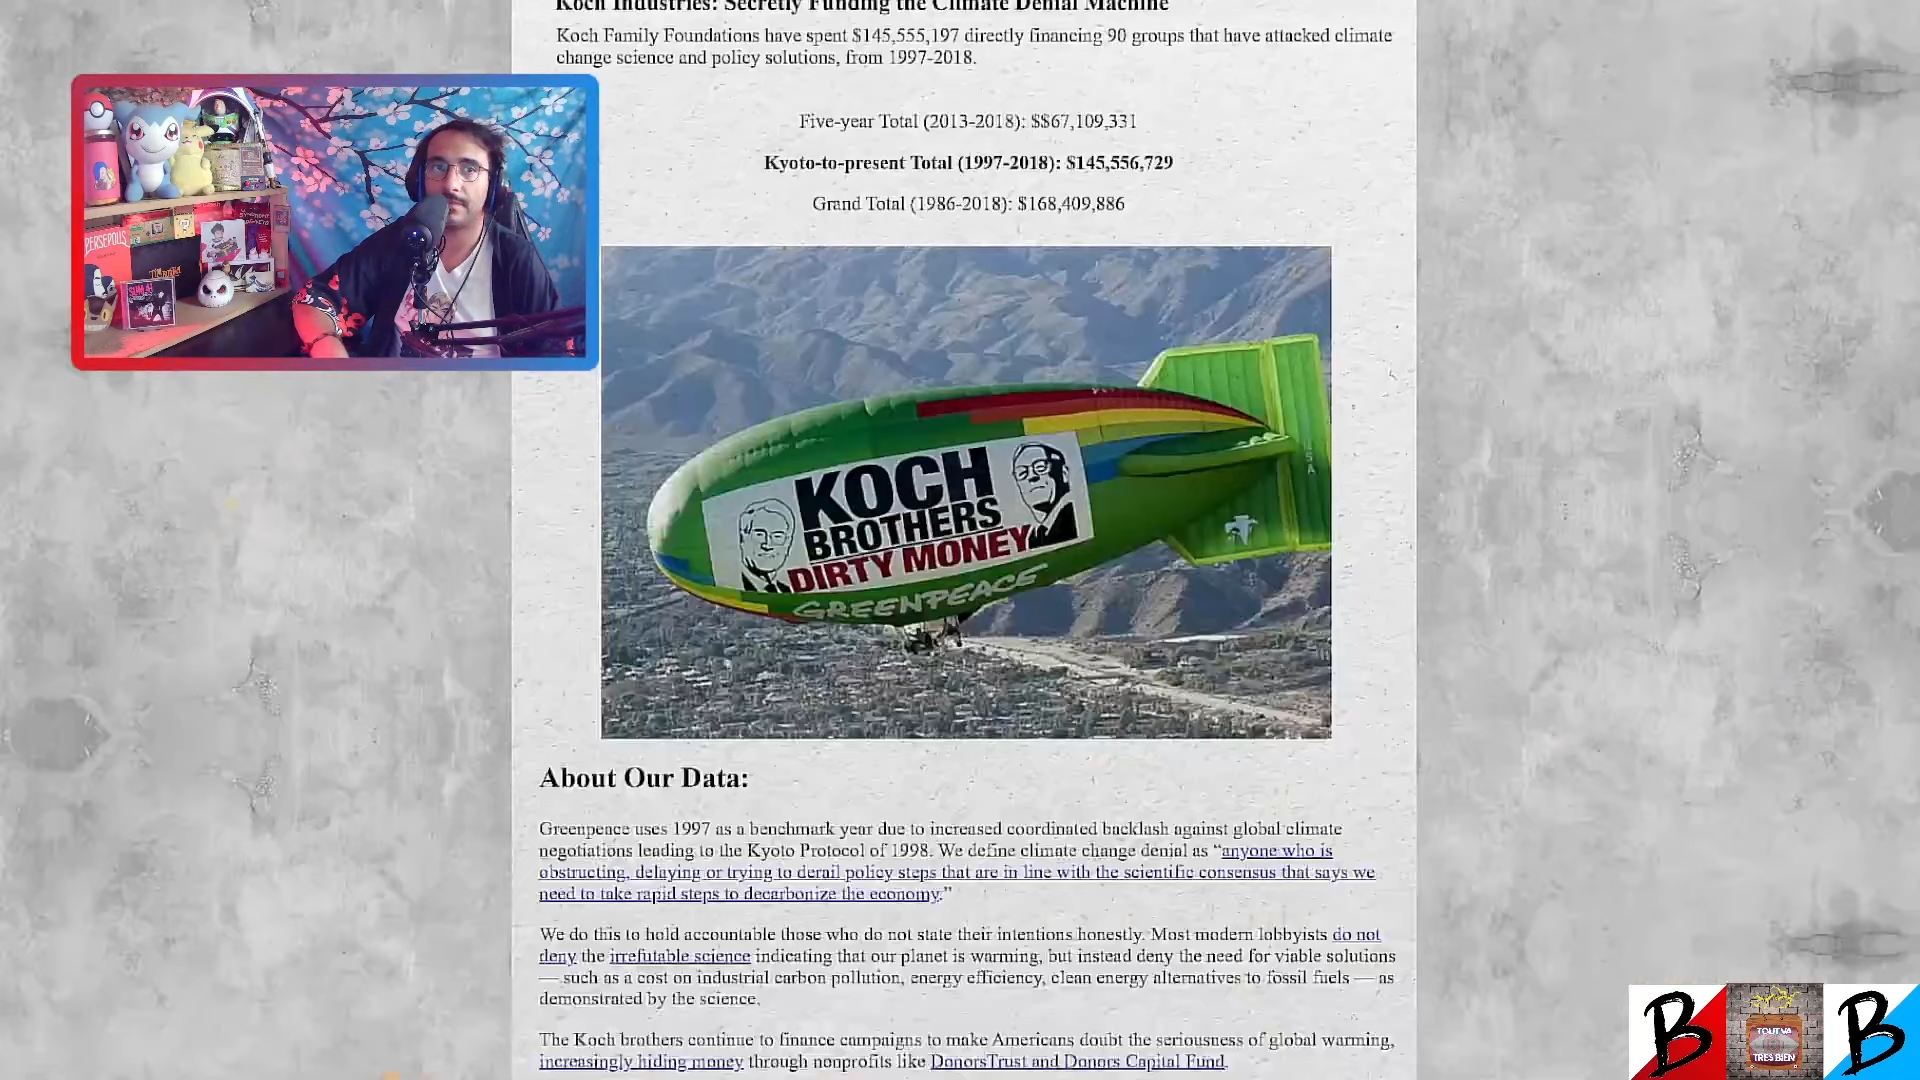 Koch Industries: Secretly Funding the Climate Denial Machine
Koch Family Foundations have spent $145,555,197 directly financing 90 groups that have attacked climate
change science and policy solutions, from 1997-2018.
Five-year Total (2013-2018): $$67,109,331
Kyoto-to-present Total (1997-2018): $145,556,729
Grand Total (1986-2018): $168,409,886
PERSEPOLIS
KOCH
BROTHERS
DIRTY MONEY
GREENPEACE
USA
About Our Data:
Greenpeace uses 1997 as a benchmark year due to increased coordinated backlash against global climate
negotiations leading to the Kyoto Protocol of 1998. We define climate change denial as “anyone who is
obstructing, delaying or trying to derail policy steps that are in line with the scientific consensus that says we
need to take rapid steps to decarbonize the economy.”
We do this to hold accountable those who do not state their intentions honestly. Most modern lobbyists do not
deny the irrefutable science indicating that our planet is warming, but instead deny the need for viable solutions
— such as a cost on industrial carbon pollution, energy efficiency, clean energy alternatives to fossil fuels — as
demonstrated by the science.
The Koch brothers continue to finance campaigns to make Americans doubt the seriousness of global warming,
increasingly hiding money through nonprofits like DonorsTrust and Donors Capital Fund.
B
TOUT VA
TRES BIEN
B